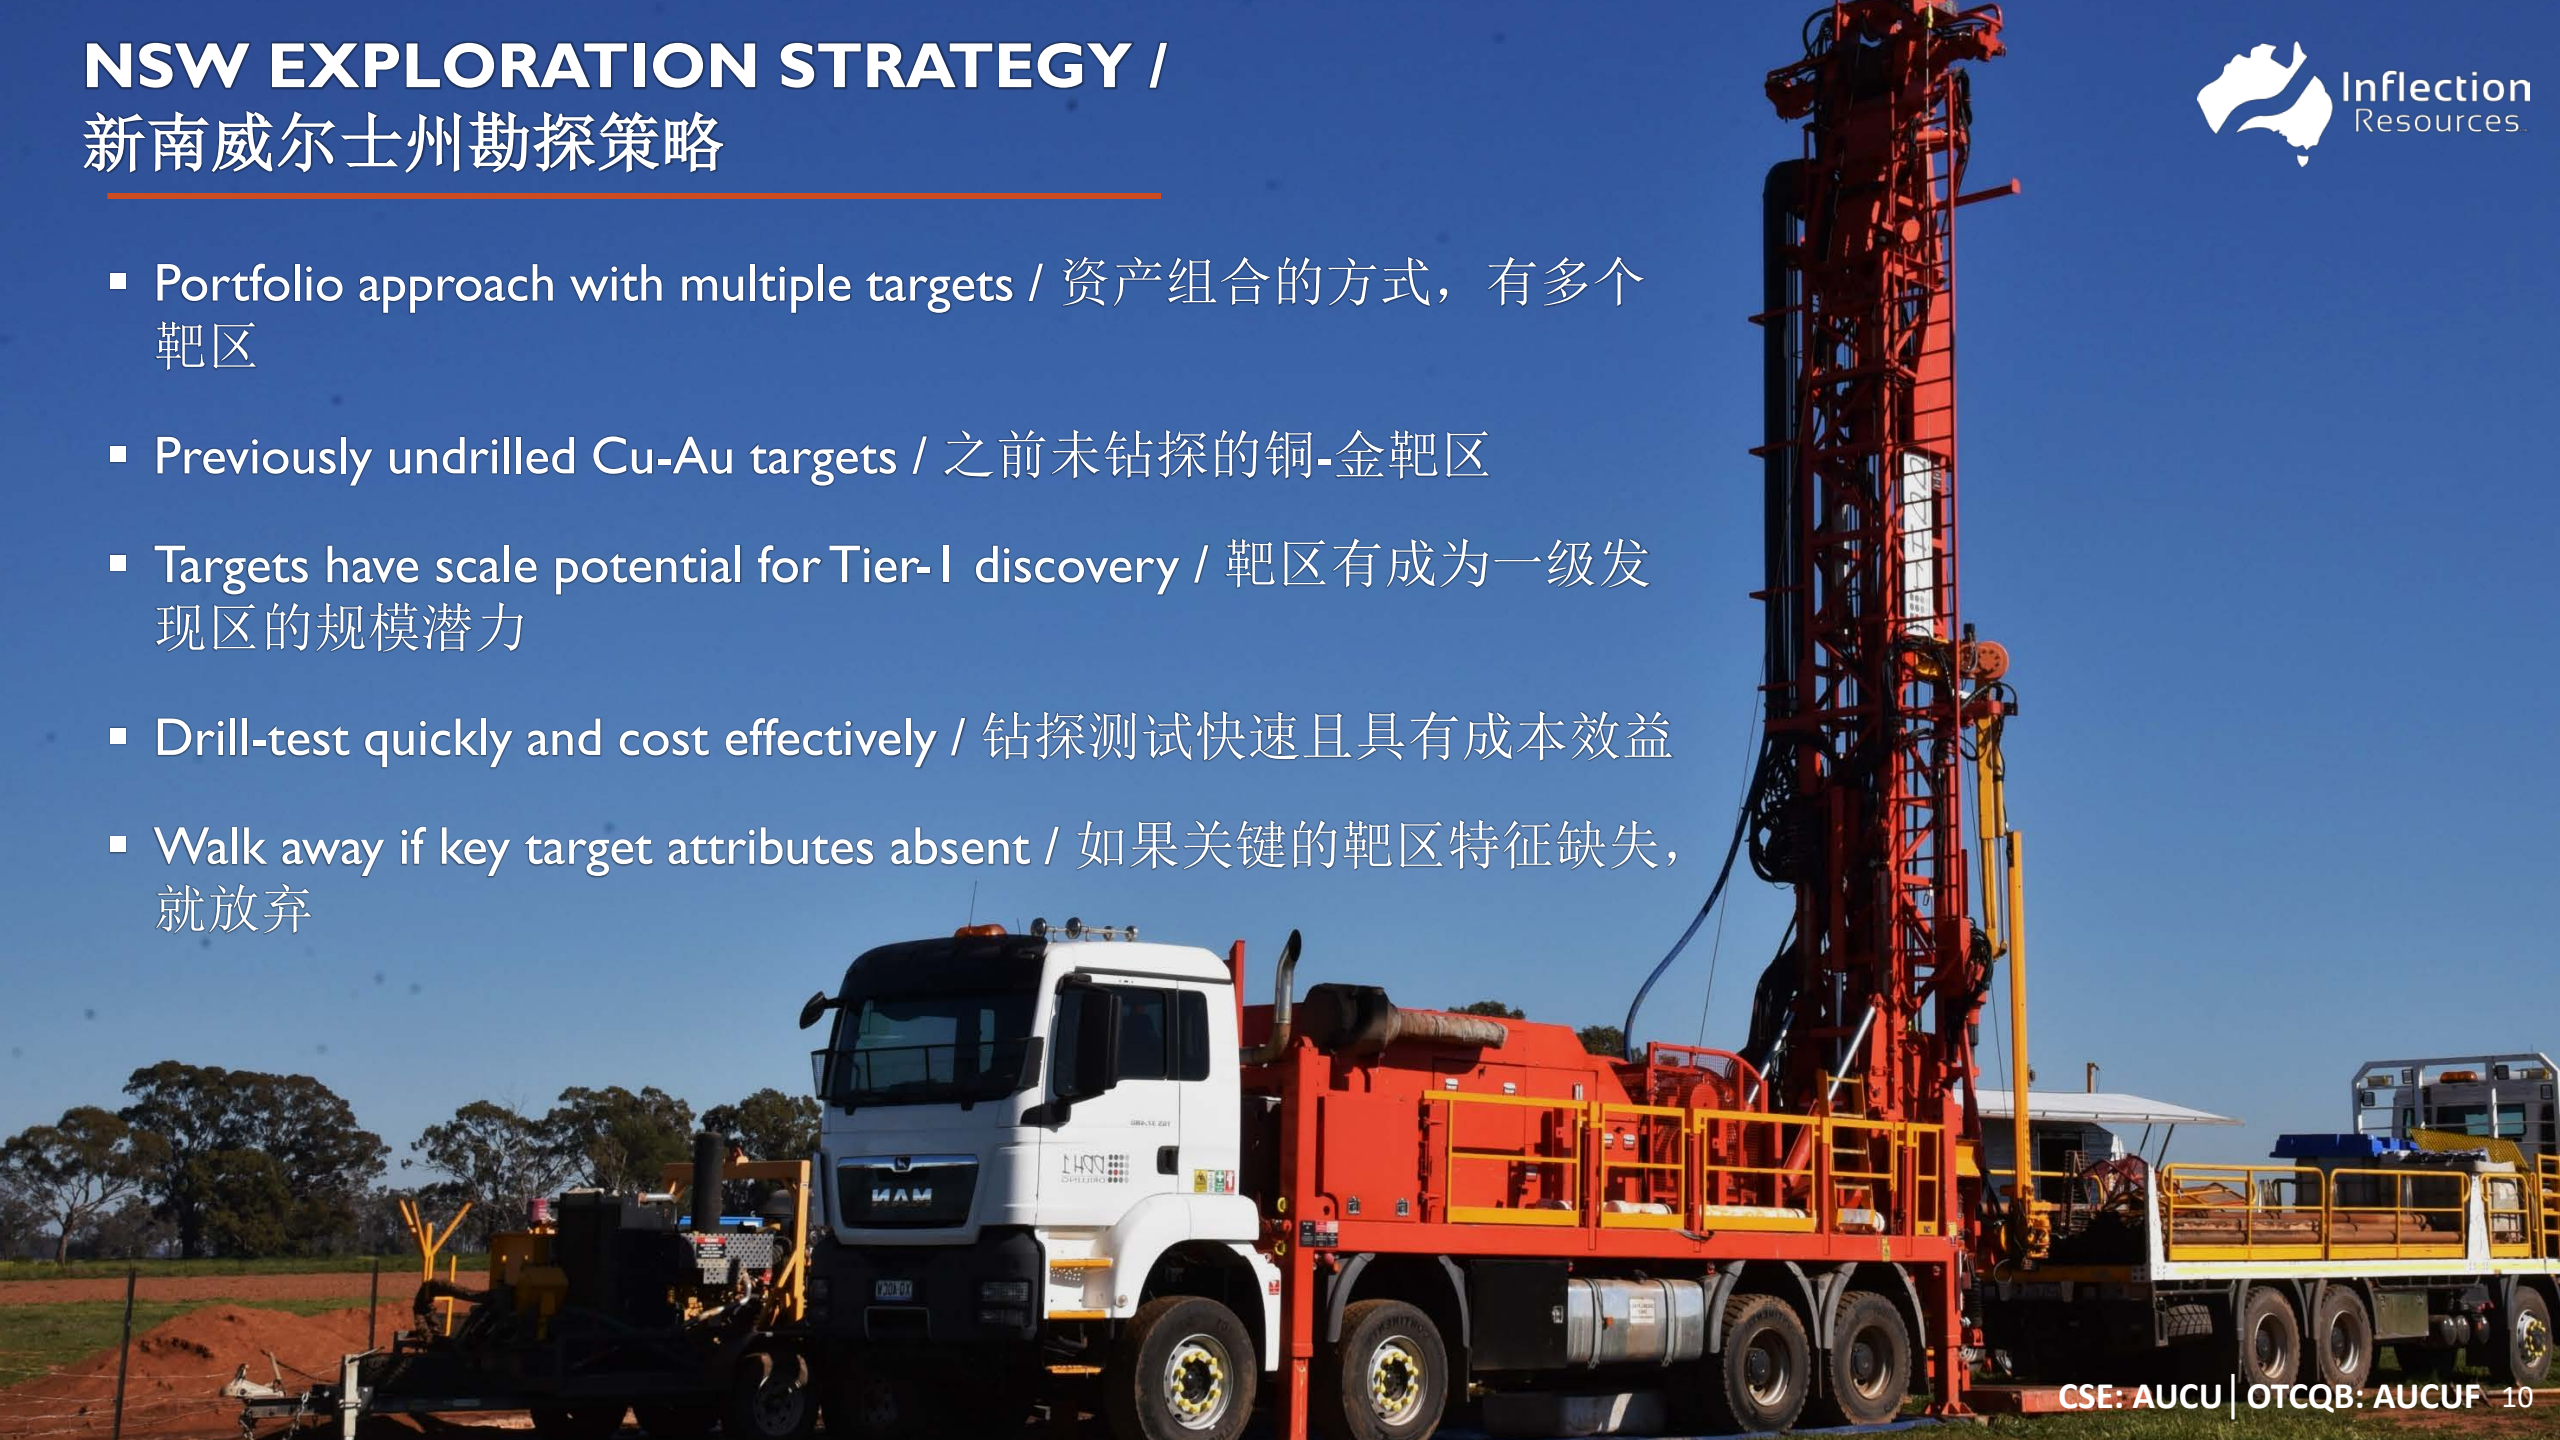 NSW EXPLORATION STRATEGY /
新南威尔士州勘探策略
Inflection
Resources
▪ Portfolio approach with multiple targets / 资产组合的方式，有多个
靶区
▪ Previously undrilled Cu-Au targets / 之前未钻探的铜-金靶区
▪ Targets have scale potential for Tier-1 discovery / 靶区有成为一级发
现区的规模潜力
▪ Drill-test quickly and cost effectively / 钻探测试快速且具有成本效益
▪ Walk away if key target attributes absent / 如果关键的靶区特征缺失，
就放弃
DDH 1
DRILLING
MAN
CSE: AUCU | OTCQB: AUCUF 10